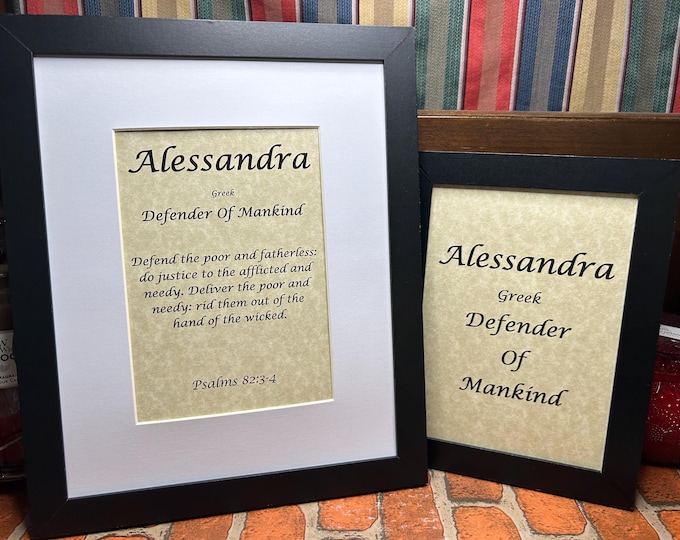 Alessandra
Greek
Defender Of Mankind
Defend the poor and fatherless:
do justice to the afflicted and
needy. Deliver the poor and
needy: rid them out of the
hand of the wicked.
Psalms 82:3-4
Alessandra
Greek
Defender
Of
Mankind